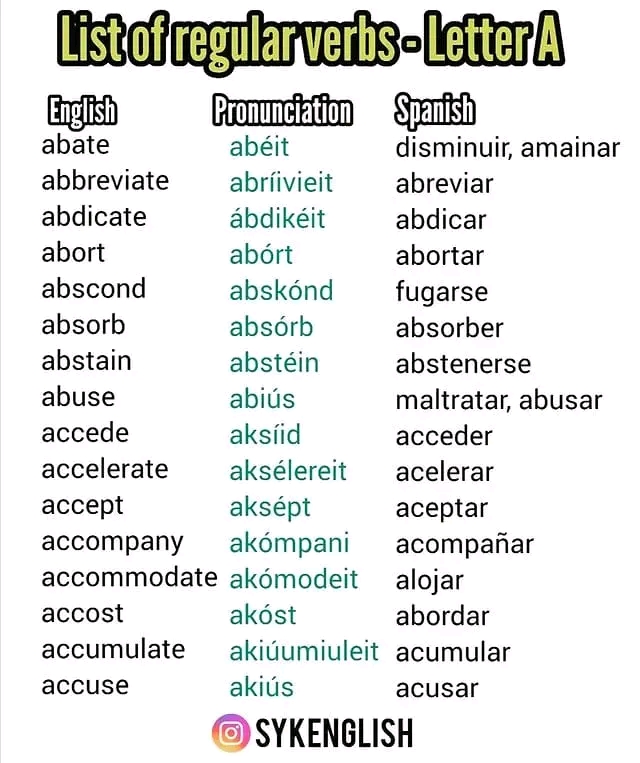 List of regular verbs - Letter A
English Pronunciation Spanish
abate abéit disminuir, amainar
abbreviate abríivieit abreviar
abdicate ábdikéit abdicar
abort abórt abortar
abscond abskónd fugarse
absorb absórb absorber
abstain abstéin abstenerse
abuse abiús maltratar, abusar
accede aksíid acceder
accelerate aksélereit acelerar
accept aksépt aceptar
accompany akómpani acompañar
accommodate akómodeit alojar
accost akóst abordar
accumulate akiúumiuleit acumular
accuse akiús acusar
SYKENGLISH